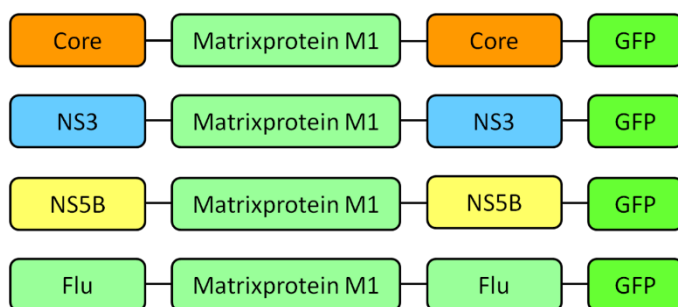 Core Matrixprotein M1 Core GFP
NS3 Matrixprotein M1 NS3 GFP
NS5B Matrixprotein M1 NS5B GFP
Flu Matrixprotein M1 Flu GFP